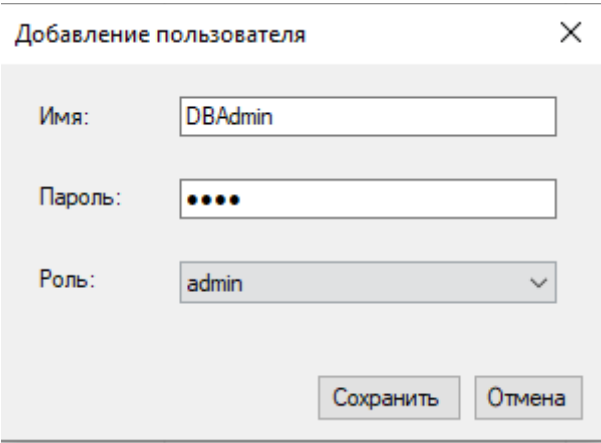 Добавление пользователя
Имя: DBAdmin
Пароль: ●●●●
Роль: admin
Сохранить Отмена